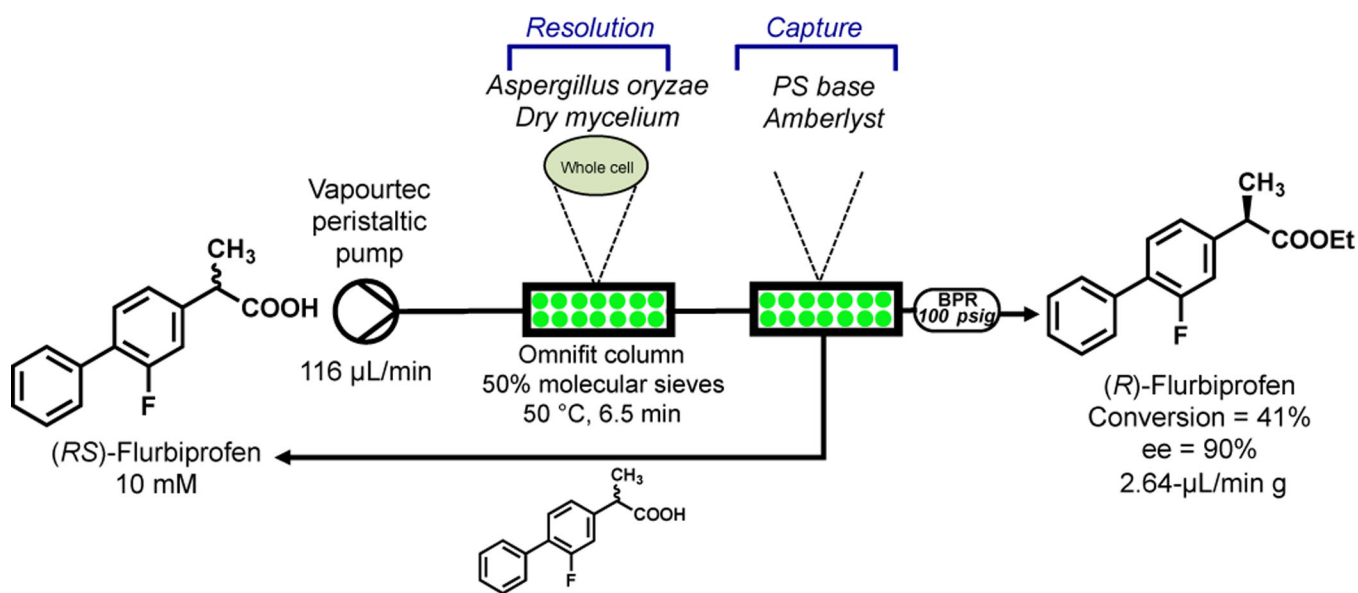 Resolution
Capture
Aspergillus oryzae
Dry mycelium
PS base
Amberlyst
Whole cell
Vapourtec
peristaltic
pump
CH3
COOH
F
(RS)-Flurbiprofen
10 mM
116 µL/min
Omnifit column
50% molecular sieves
50 °C, 6.5 min
BPR
100 psig
CH3
COOEt
F
(R)-Flurbiprofen
Conversion = 41%
ee = 90%
2.64-µL/min g
CH3
COOH
F